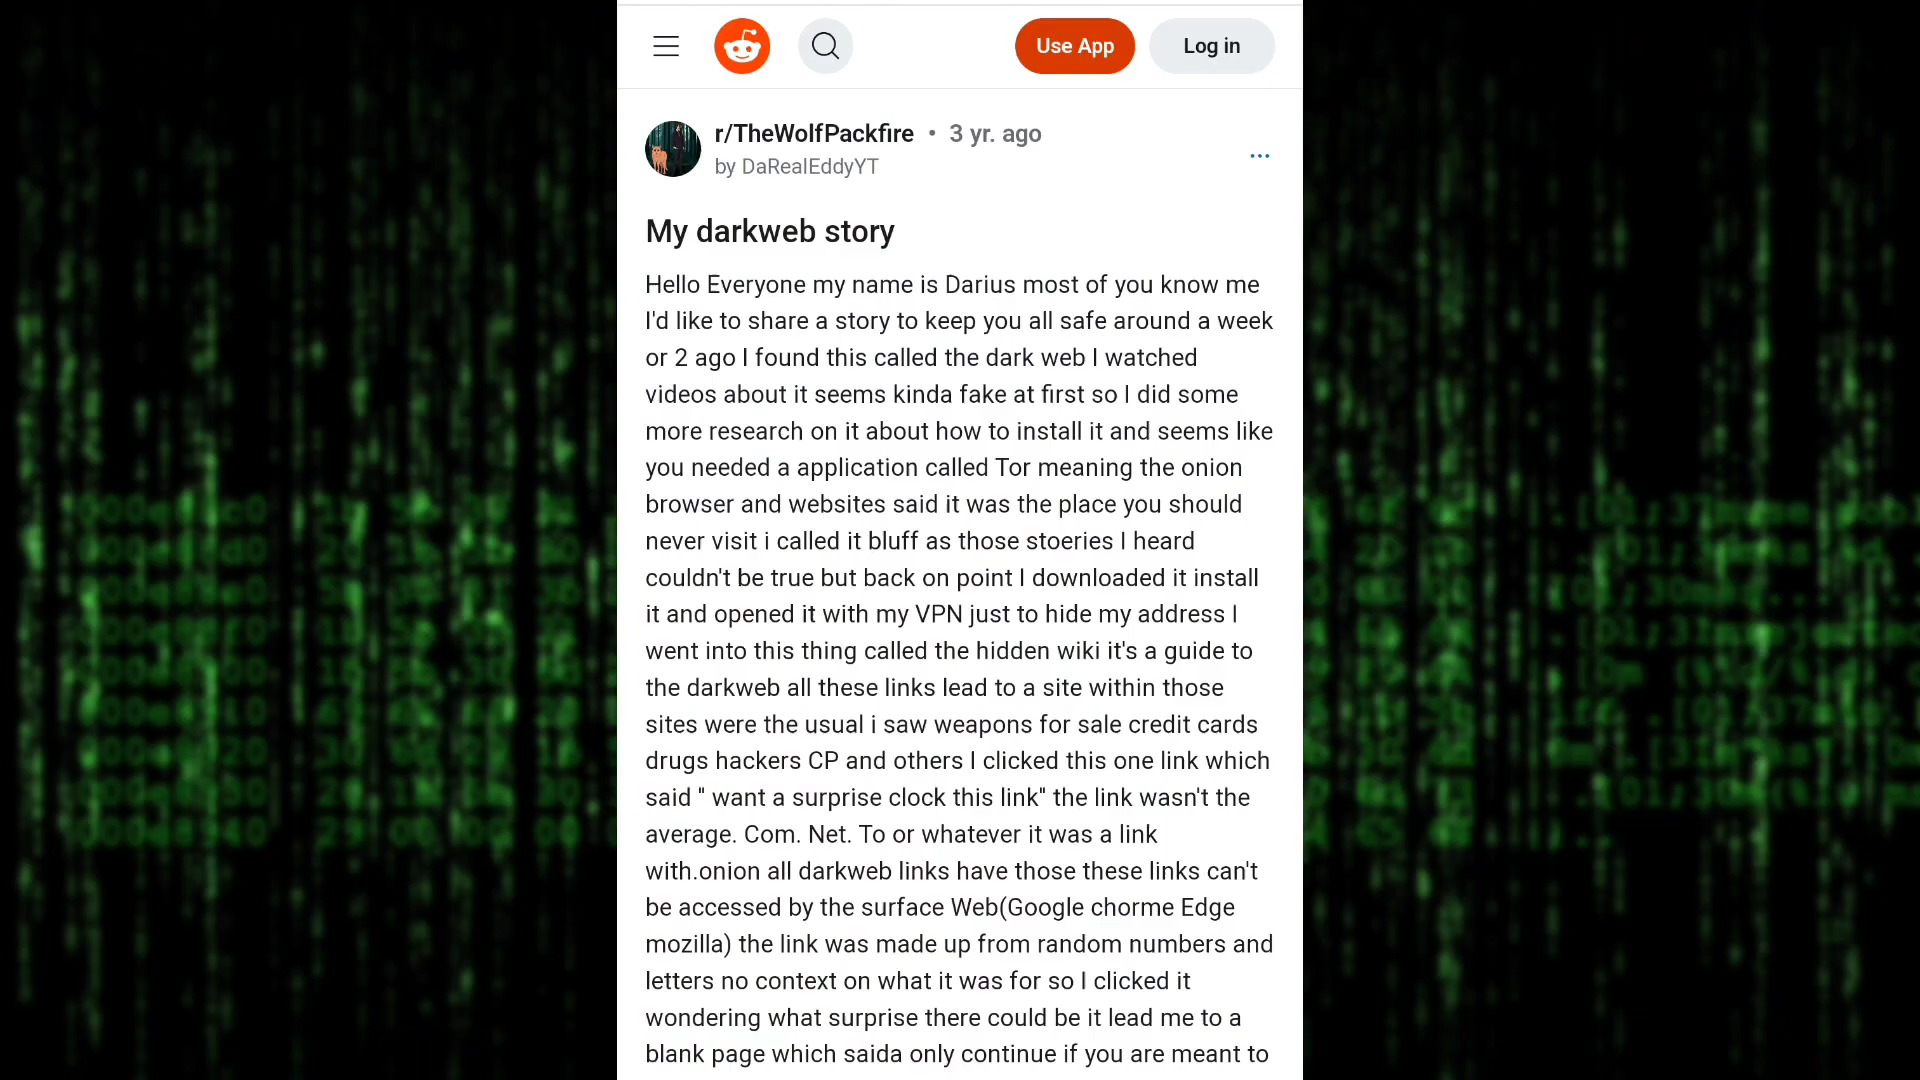 Use App
Log in
r/TheWolfPackfire • 3 yr. ago
by DaRealEddyYT
My darkweb story
Hello Everyone my name is Darius most of you know me
I'd like to share a story to keep you all safe around a week
or 2 ago I found this called the dark web I watched
videos about it seems kinda fake at first so I did some
more research on it about how to install it and seems like
you needed a application called Tor meaning the onion
browser and websites said it was the place you should
never visit i called it bluff as those stoeries I heard
couldn't be true but back on point I downloaded it install
it and opened it with my VPN just to hide my address I
went into this thing called the hidden wiki it's a guide to
the darkweb all these links lead to a site within those
sites were the usual i saw weapons for sale credit cards
drugs hackers CP and others I clicked this one link which
said " want a surprise clock this link" the link wasn't the
average. Com. Net. To or whatever it was a link
with.onion all darkweb links have those these links can't
be accessed by the surface Web(Google chorme Edge
mozilla) the link was made up from random numbers and
letters no context on what it was for so I clicked it
wondering what surprise there could be it lead me to a
blank page which saida only continue if you are meant to